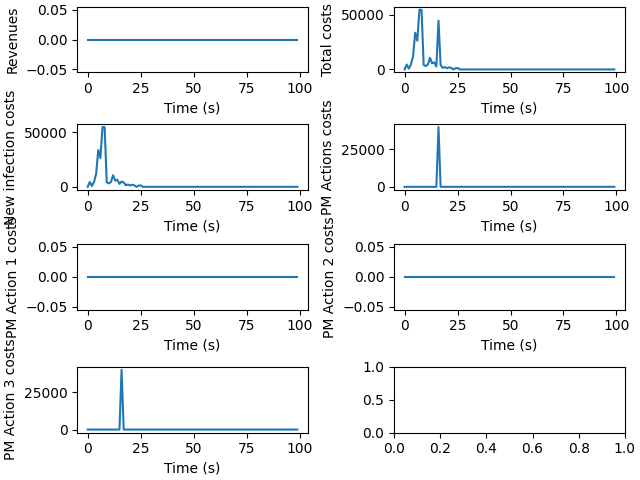 Revenues
0.05
0.00
−0.05
0 25 50 75 100
Time (s)
Total costs
50000
0
0 25 50 75 100
Time (s)
New infection costs
50000
0
0 25 50 75 100
Time (s)
PM Actions costs
25000
0
0 25 50 75 100
Time (s)
PM Action 1 costs
0.05
0.00
−0.05
0 25 50 75 100
Time (s)
PM Action 2 costs
0.05
0.00
−0.05
0 25 50 75 100
Time (s)
PM Action 3 costs
25000
0
0 25 50 75 100
Time (s)
1.0
0.5
0.0
0.0 0.2 0.4 0.6 0.8 1.0